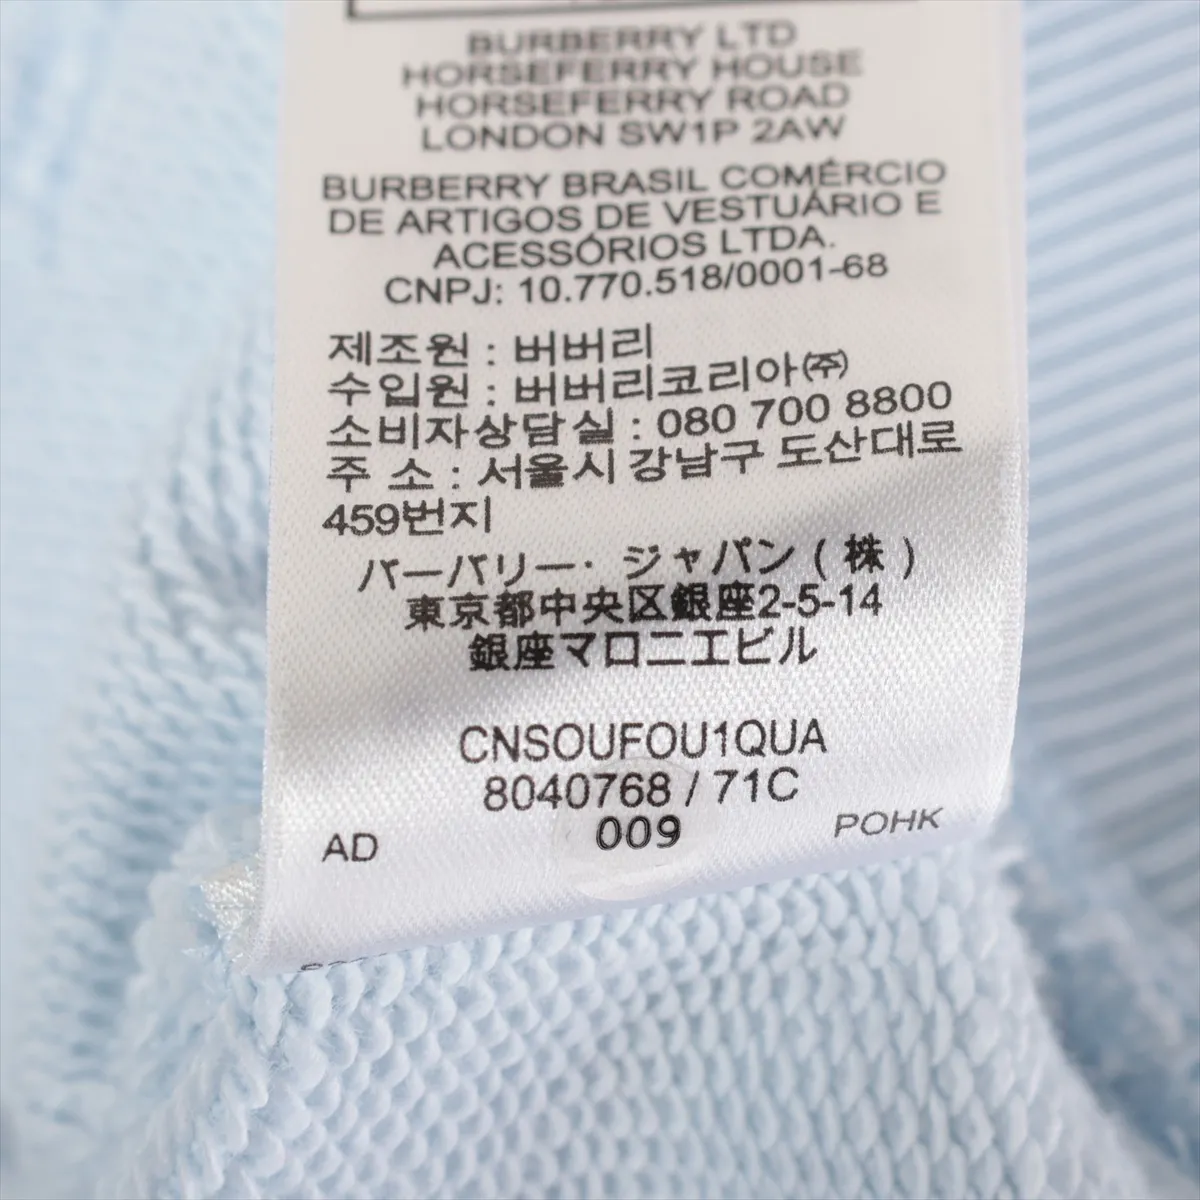 BURBERRY LTD
HORSEFERRY HOUSE
HORSEFERRY ROAD
LONDON SW1P 2AW
BURBERRY BRASIL COMÉRCIO
DE ARTIGOS DE VESTUÁRIO E
ACESSÓRIOS LTDA.
CNPJ: 10.770.518/0001-68
제조원 : 버버리
수입원 : 버버리코리아㈜
소비자상담실 : 080 700 8800
주 소 : 서울시 강남구 도산대로
459번지
バーバリー· ジャパン ( 株 )
東京都中央区銀座2-5-14
銀座マロニエビル
CNSOUFOU1QUA
8040768 / 71C
009
AD
POHK